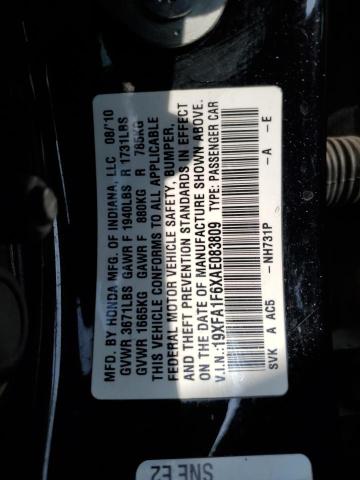 MFD. BY HONDA MFG. OF INDIANA, LLC 08/'10
GVWR 3671LBS GAWR F 1940LBS R 1731LBS
GVWR 1665KG GAWR F 880KG R 785KG
THIS VEHICLE CONFORMS TO ALL APPLICABLE
FEDERAL MOTOR VEHICLE SAFETY, BUMPER,
AND THEFT PREVENTION STANDARDS IN EFFECT
ON THE DATE OF MANUFACTURE SHOWN ABOVE.
V.I.N.:19XFA1F6XAE083809 TYPE: PASSENGER CAR
-NH731P -A -E
SVK A AC5
SNE E2